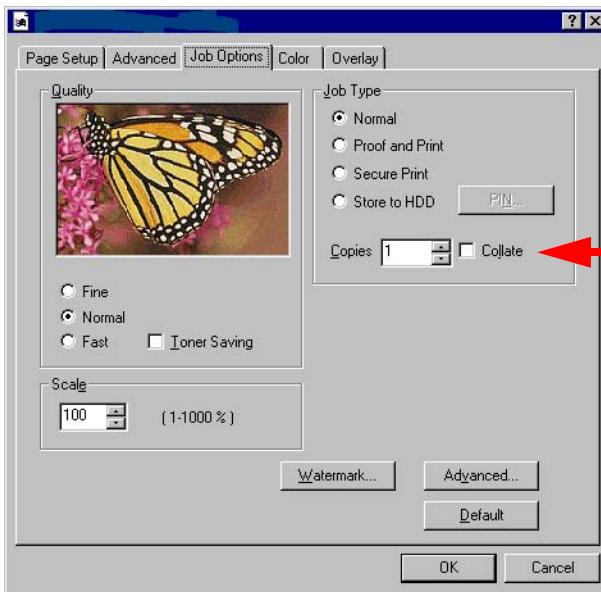 Page Setup Advanced Job Options Color Overlay
Quality
Fine
Normal
Fast Toner Saving
Scale
100 (1-1000 %)
Job Type
Normal
Proof and Print
Secure Print
Store to HDD PIN...
Copies 1 Collate
Watermark... Advanced...
Default
OK Cancel